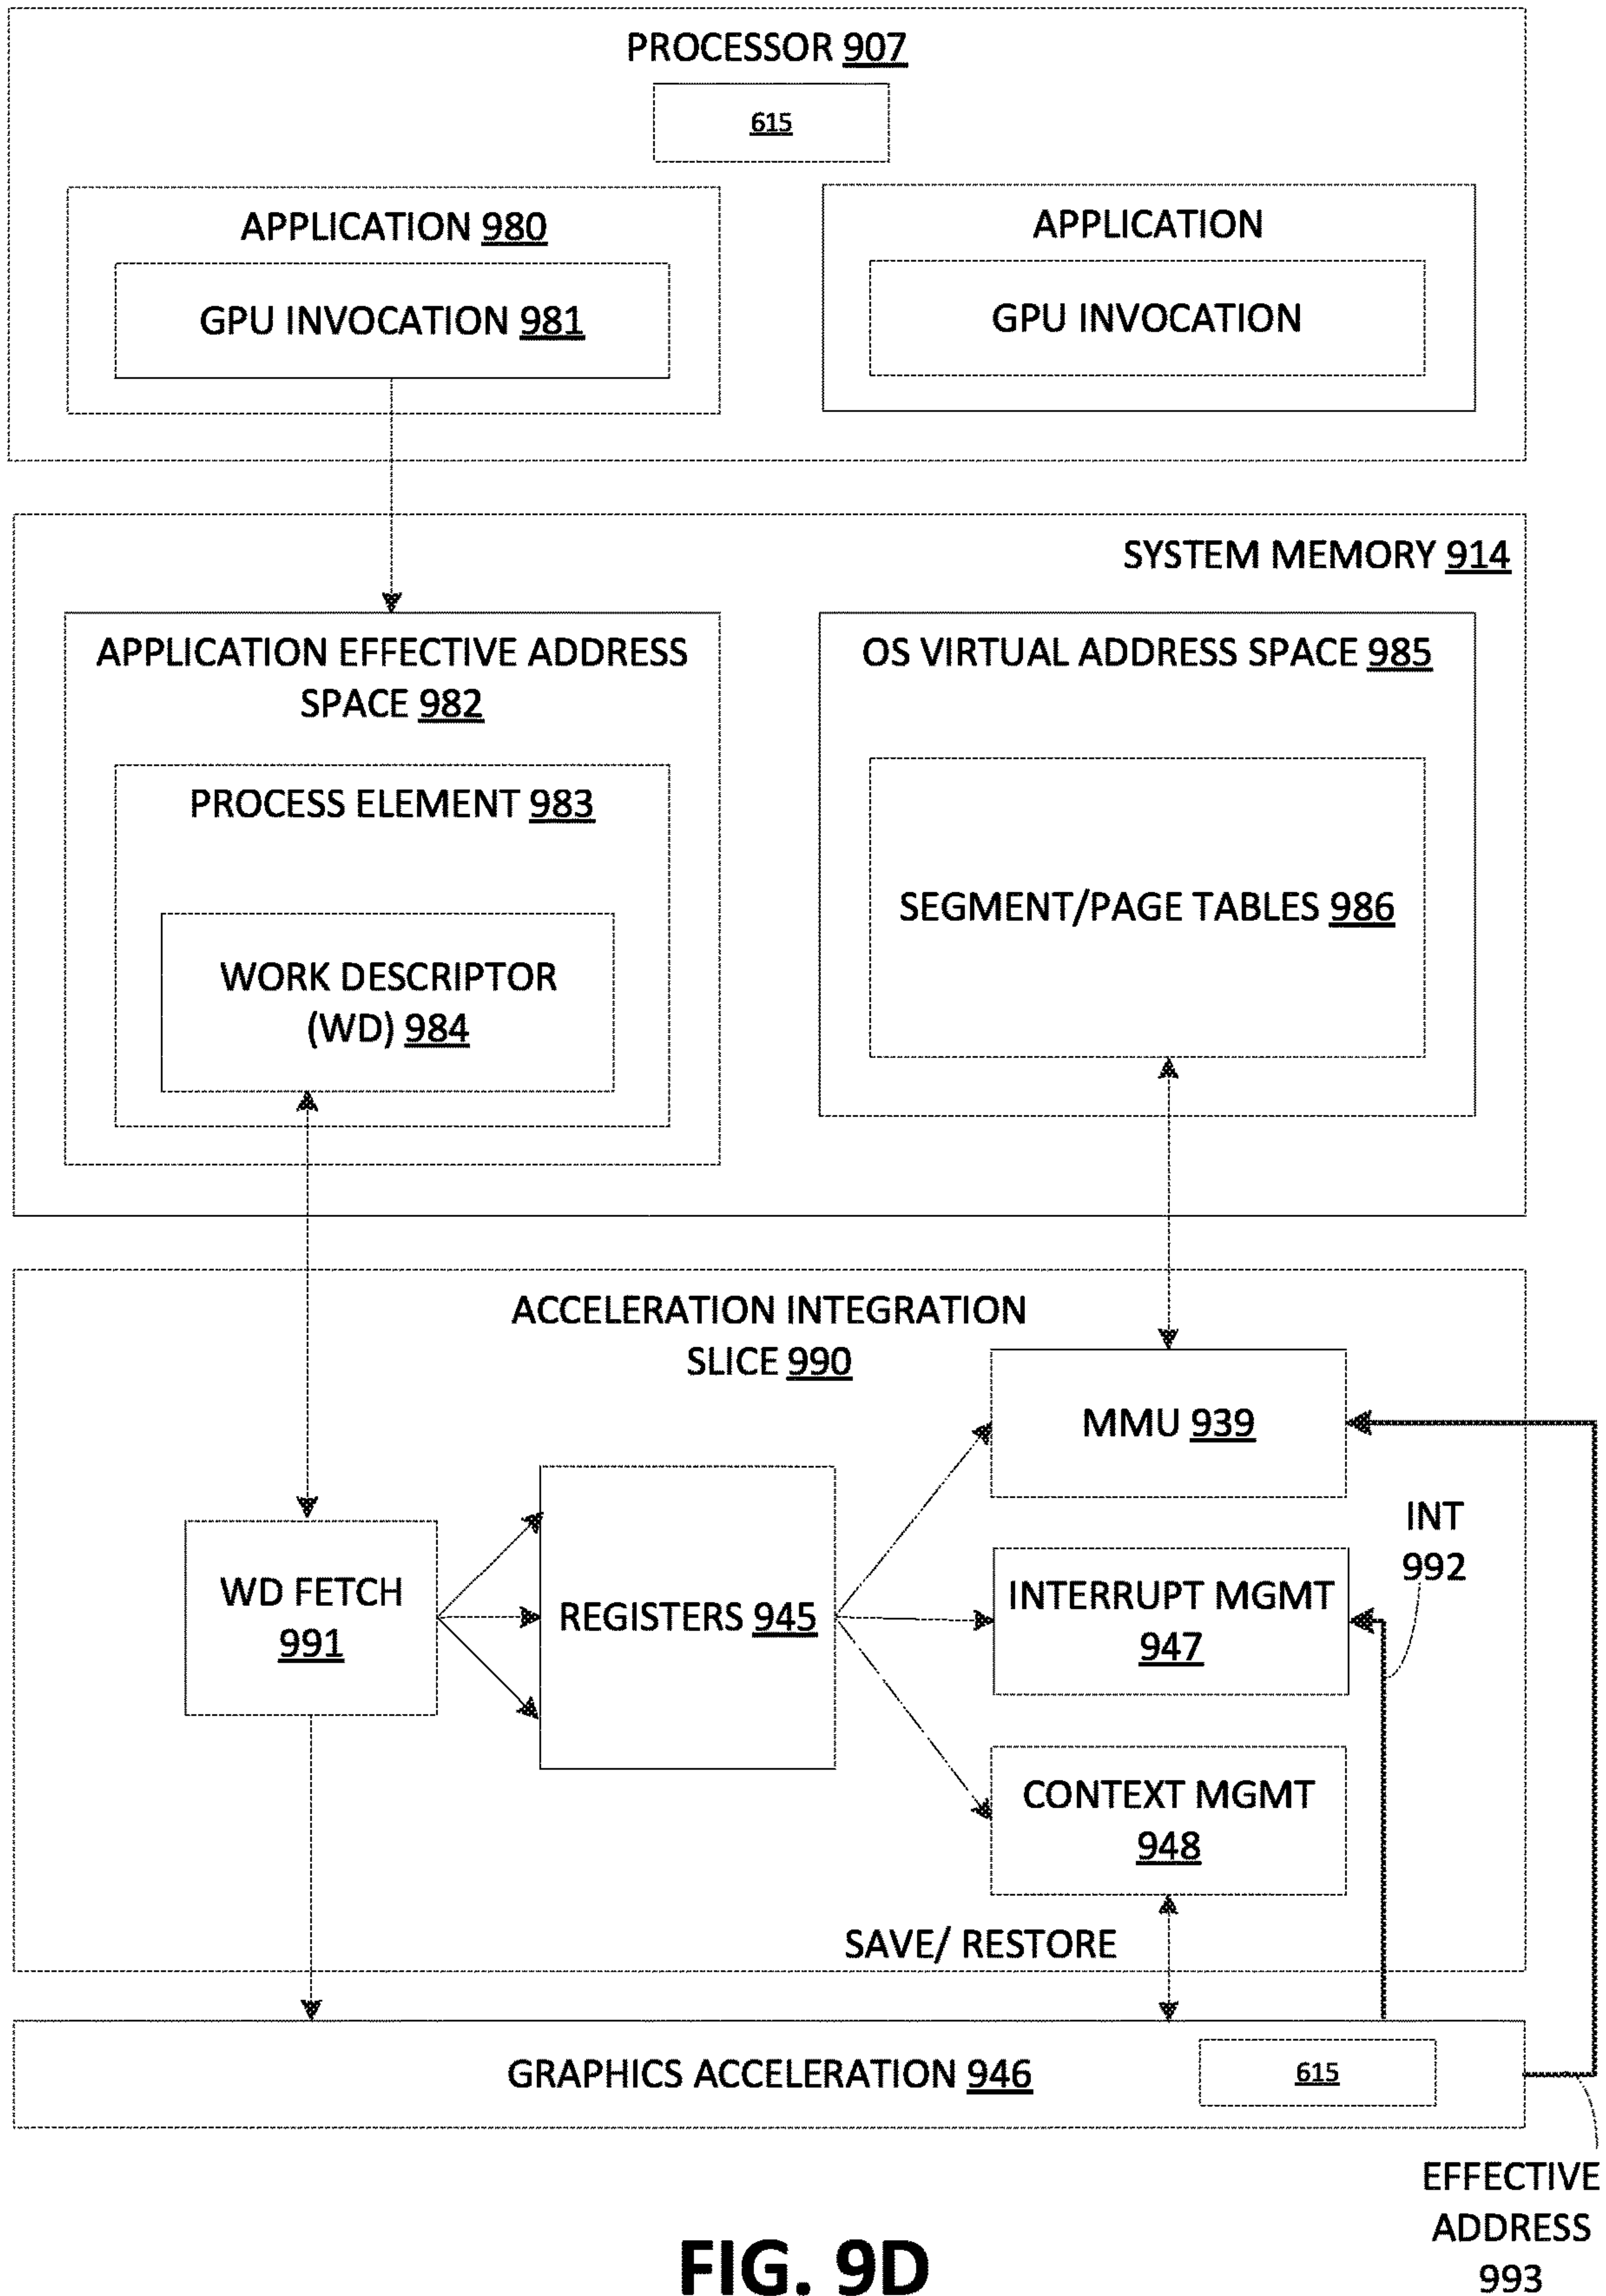 PROCESSOR 907
615
APPLICATION 980
GPU INVOCATION 981
APPLICATION
GPU INVOCATION
SYSTEM MEMORY 914
APPLICATION EFFECTIVE ADDRESS
SPACE 982
PROCESS ELEMENT 983
WORK DESCRIPTOR
(WD) 984
OS VIRTUAL ADDRESS SPACE 985
SEGMENT/PAGE TABLES 986
ACCELERATION INTEGRATION
SLICE 990
WD FETCH
991
REGISTERS 945
MMU 939
INTERRUPT MGMT
947
CONTEXT MGMT
948
INT
992
SAVE/ RESTORE
GRAPHICS ACCELERATION 946
615
EFFECTIVE
ADDRESS
993
FIG. 9D